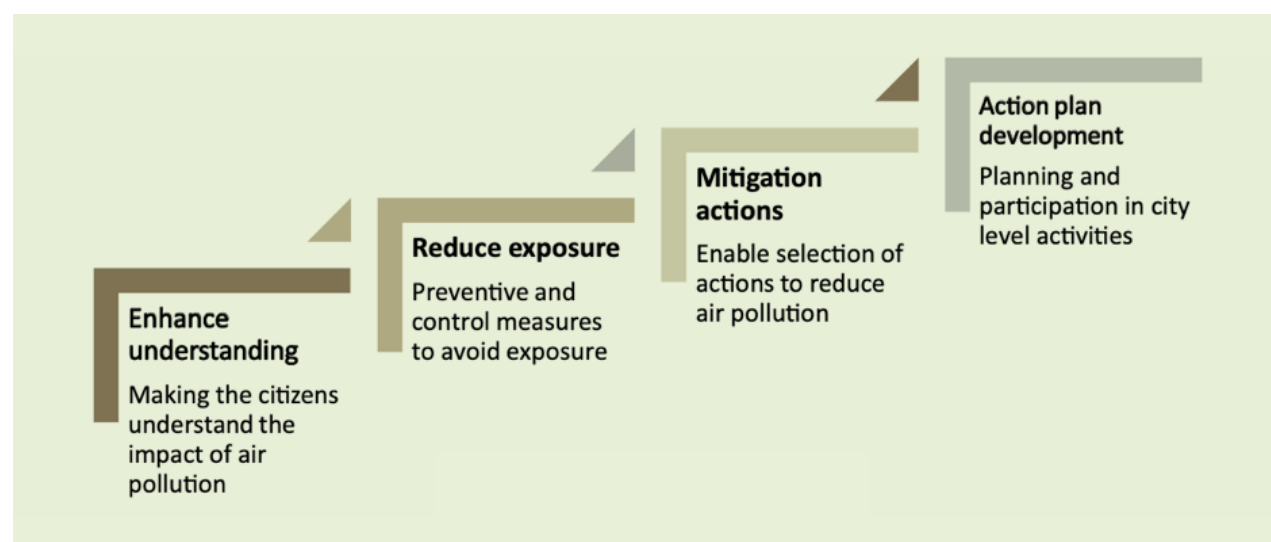 Enhance
understanding
Making the citizens
understand the
impact of air
pollution
Reduce exposure
Preventive and
control measures
to avoid exposure
Mitigation
actions
Enable selection of
actions to reduce
air pollution
Action plan
development
Planning and
participation in city
level activities